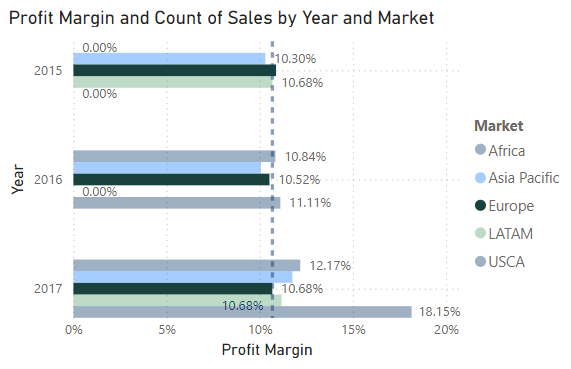 Profit Margin and Count of Sales by Year and Market
0.00%
10.30%
2015
10.68%
0.00%
10.84%
2016
10.52%
0.00%
11.11%
12.17%
2017
10.68%
10.68%
18.15%
0%
5%
10%
15%
20%
Profit Margin
Year
Market
Africa
Asia Pacific
Europe
LATAM
USCA